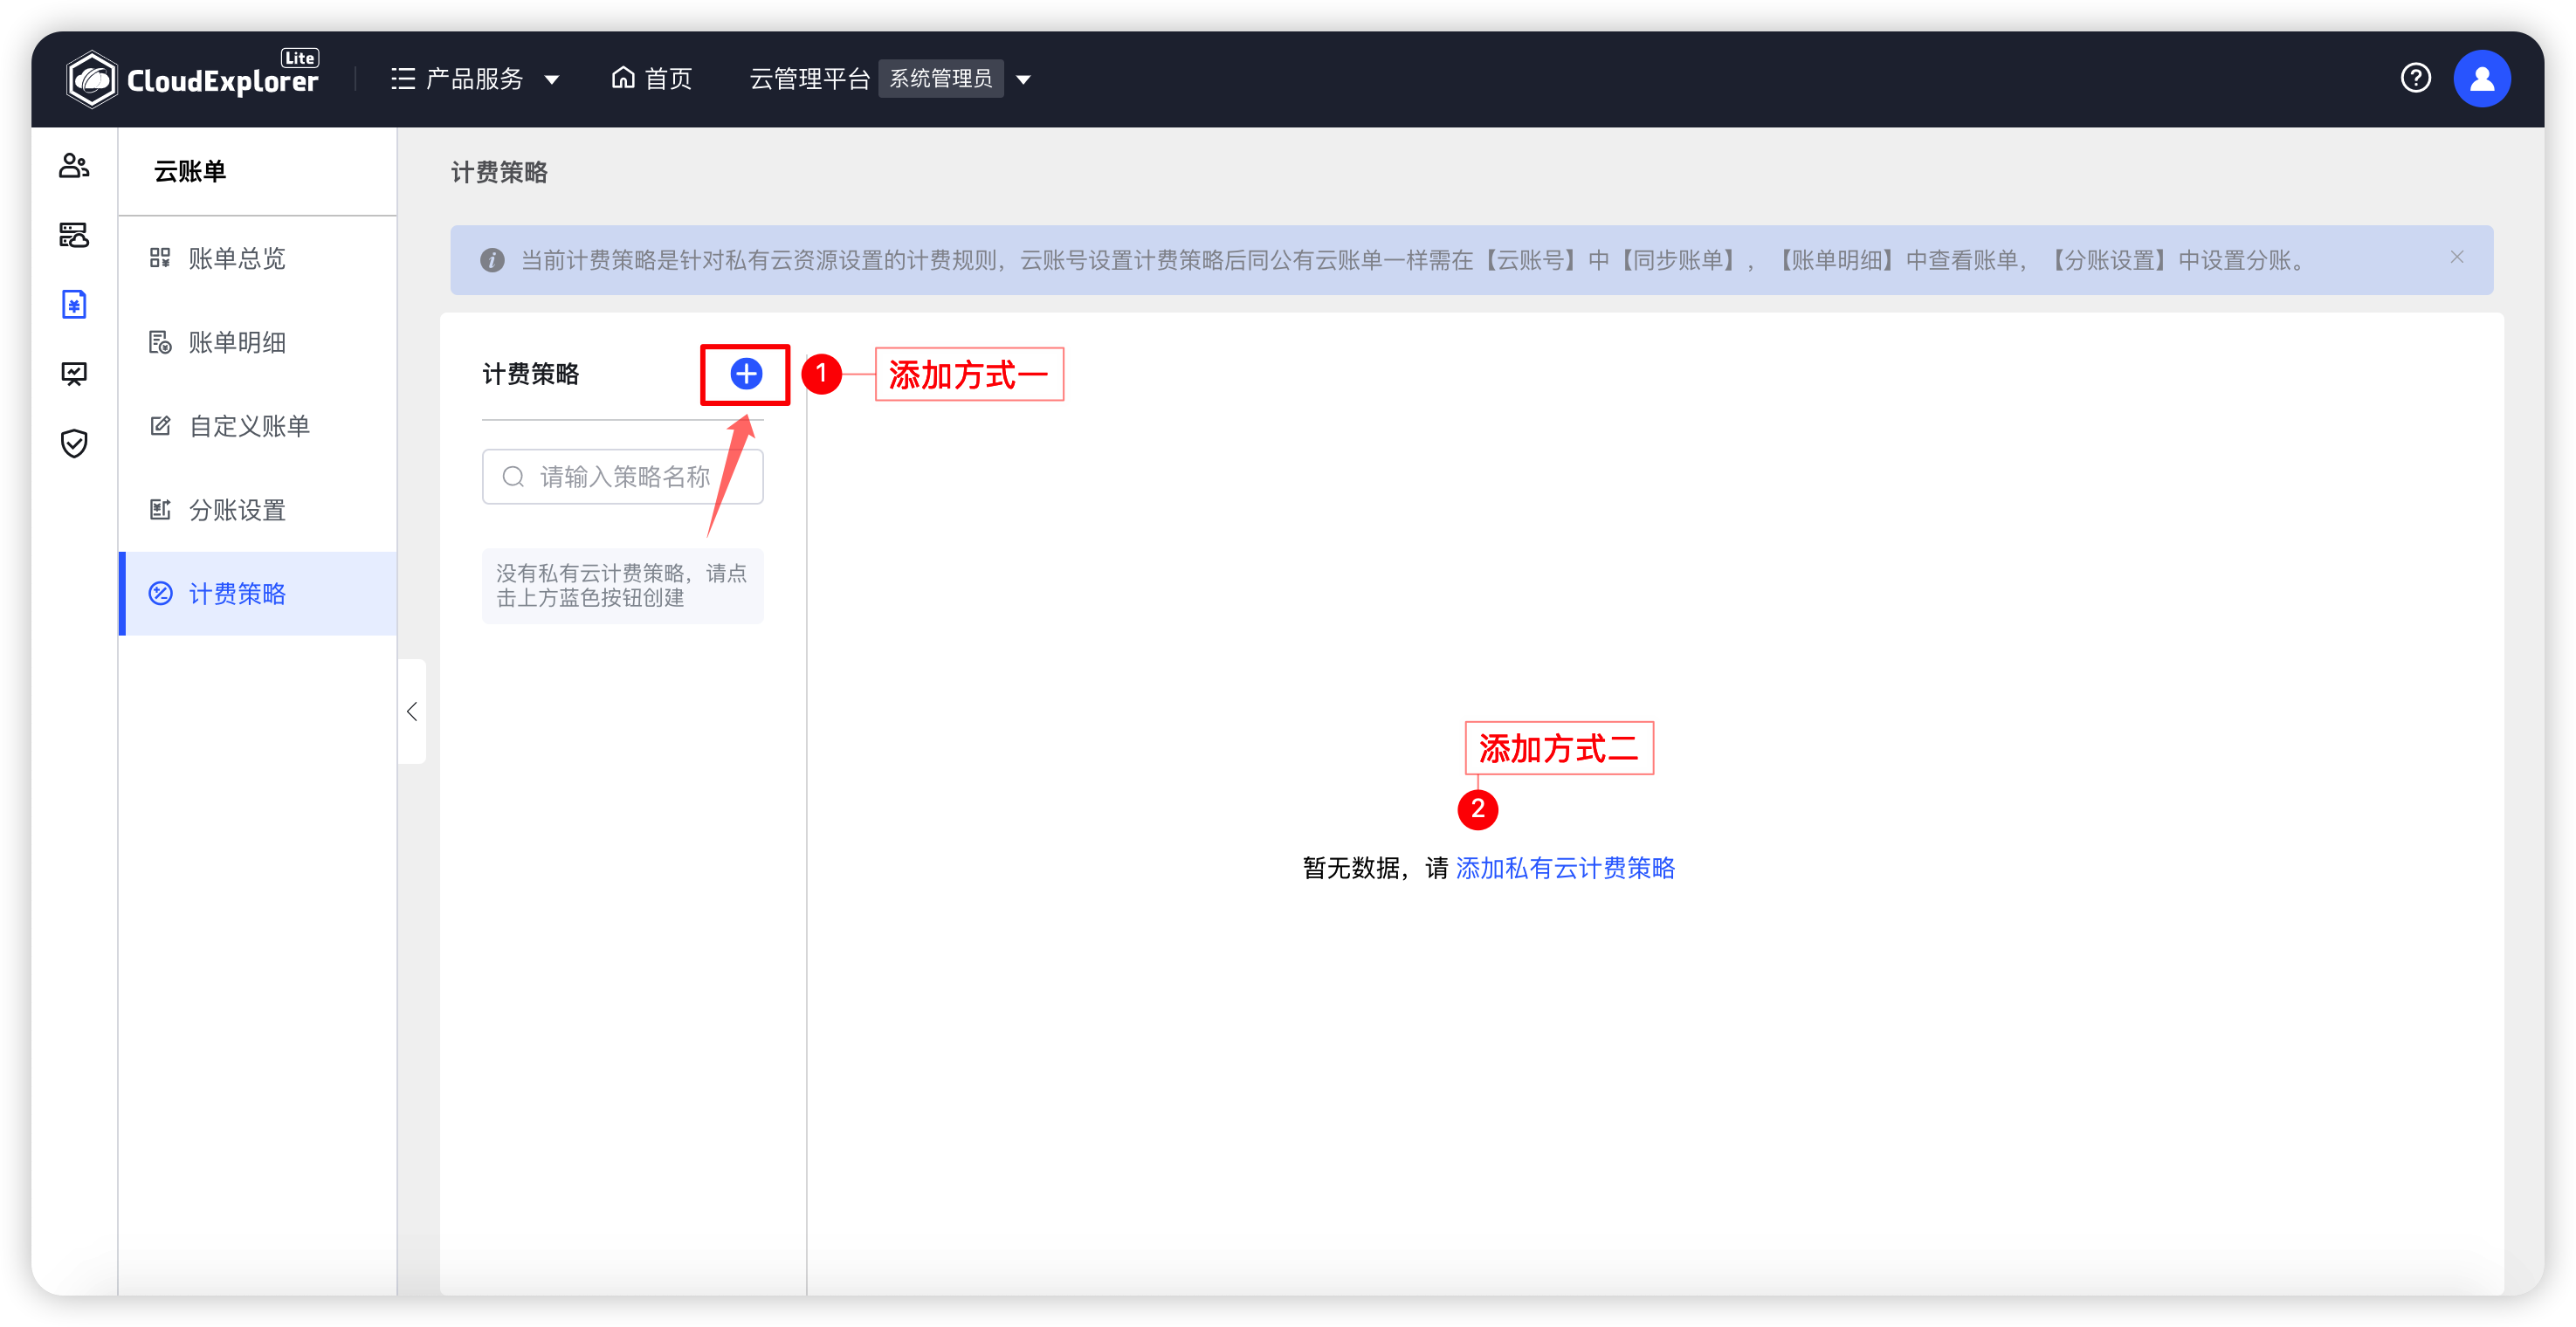 CloudExplorer Lite
产品服务
首页
云管理平台 系统管理员
云账单
账单总览
账单明细
自定义账单
分账设置
计费策略
计费策略
当前计费策略是针对私有云资源设置的计费规则，云账号设置计费策略后同公有云账单一样需在【云账号】中【同步账单】，【账单明细】中查看账单，【分账设置】中设置分账。
计费策略
1 添加方式一
请输入策略名称
没有私有云计费策略，请点
击上方蓝色按钮创建
添加方式二
2
暂无数据，请 添加私有云计费策略